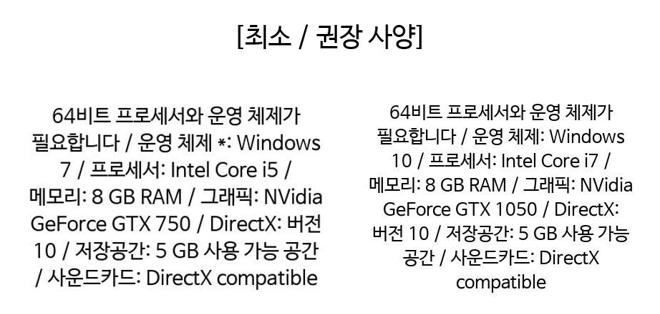 [최소 / 권장 사양]
64비트 프로세서와 운영 체제가
필요합니다 / 운영 체제 *: Windows
7 / 프로세서: Intel Core i5 /
메모리: 8 GB RAM / 그래픽: NVidia
GeForce GTX 750 / DirectX: 버전
10 / 저장공간: 5 GB 사용 가능 공간
/ 사운드카드: DirectX compatible
64비트 프로세서와 운영 체제가
필요합니다 / 운영 체제: Windows
10 / 프로세서: Intel Core i7 /
메모리: 8 GB RAM / 그래픽: NVidia
GeForce GTX 1050 / DirectX:
버전 10 / 저장공간: 5 GB 사용 가능
공간 / 사운드카드: DirectX
compatible